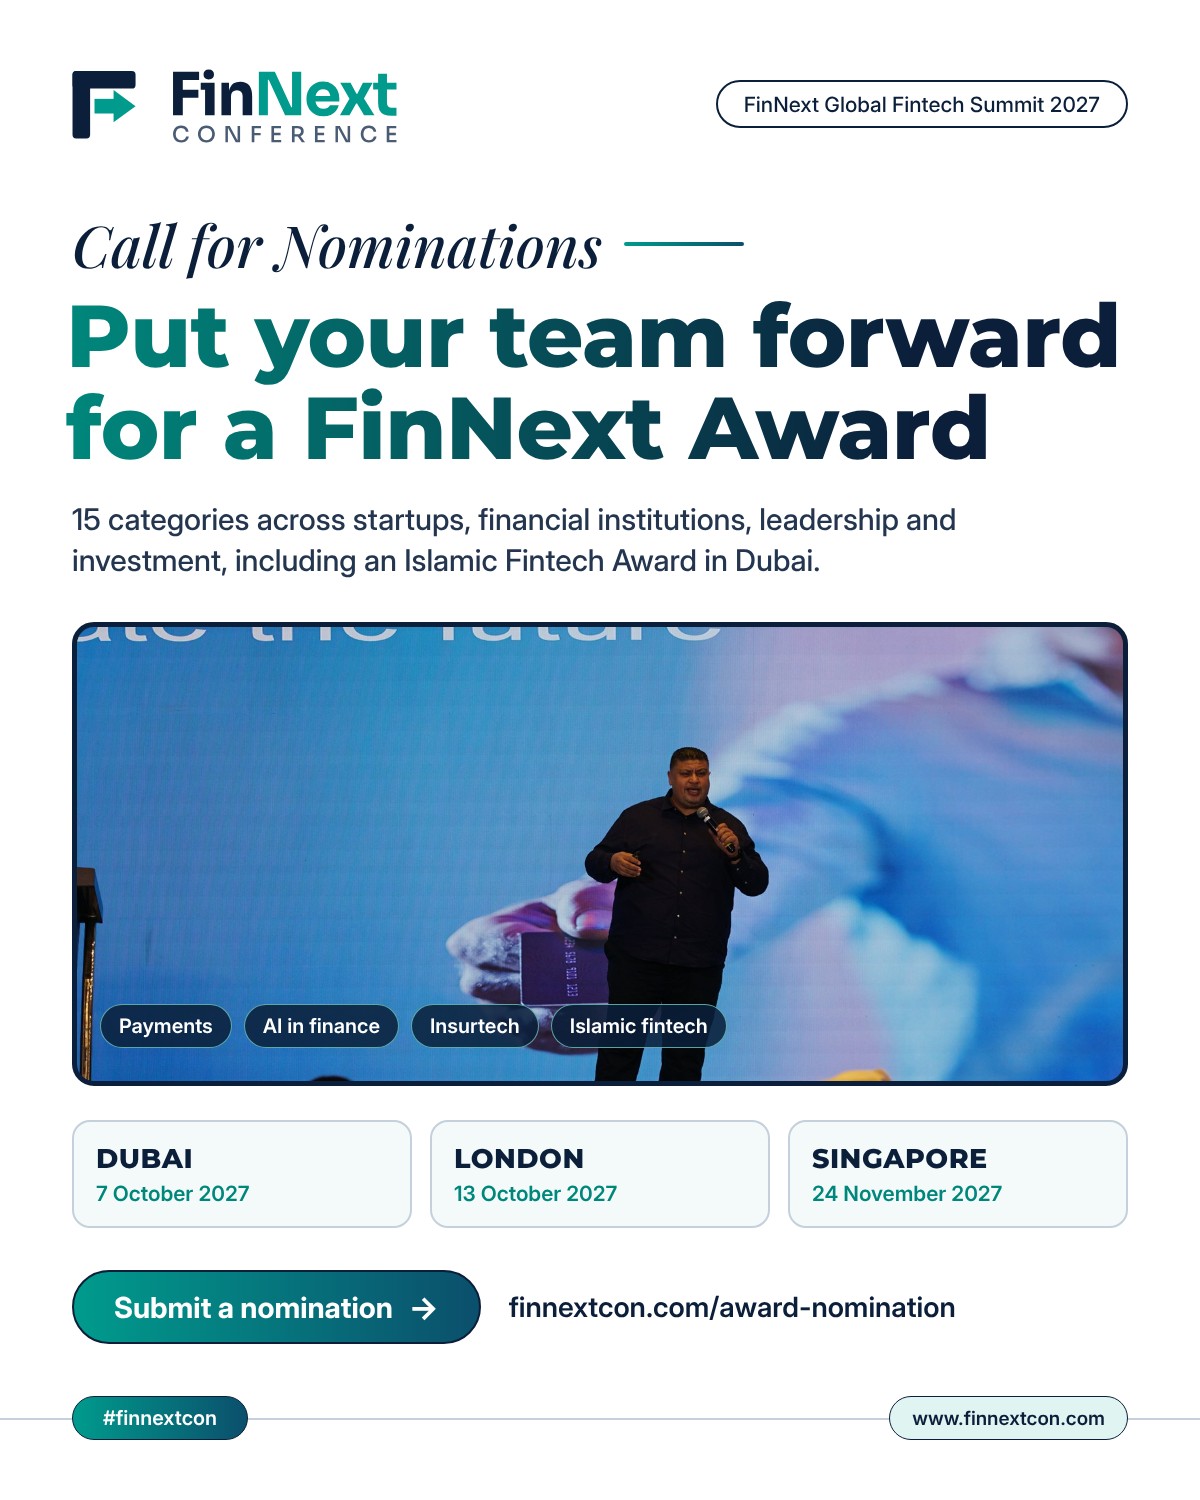 FinNext
CONFERENCE
FinNext Global Fintech Summit 2027
Call for Nominations
Put your team forward
for a FinNext Award
15 categories across startups, financial institutions, leadership and
investment, including an Islamic Fintech Award in Dubai.
ate the future
Payments
AI in finance
Insurtech
Islamic fintech
DUBAI
7 October 2027
LONDON
13 October 2027
SINGAPORE
24 November 2027
Submit a nomination →
finnextcon.com/award-nomination
#finnextcon
www.finnextcon.com